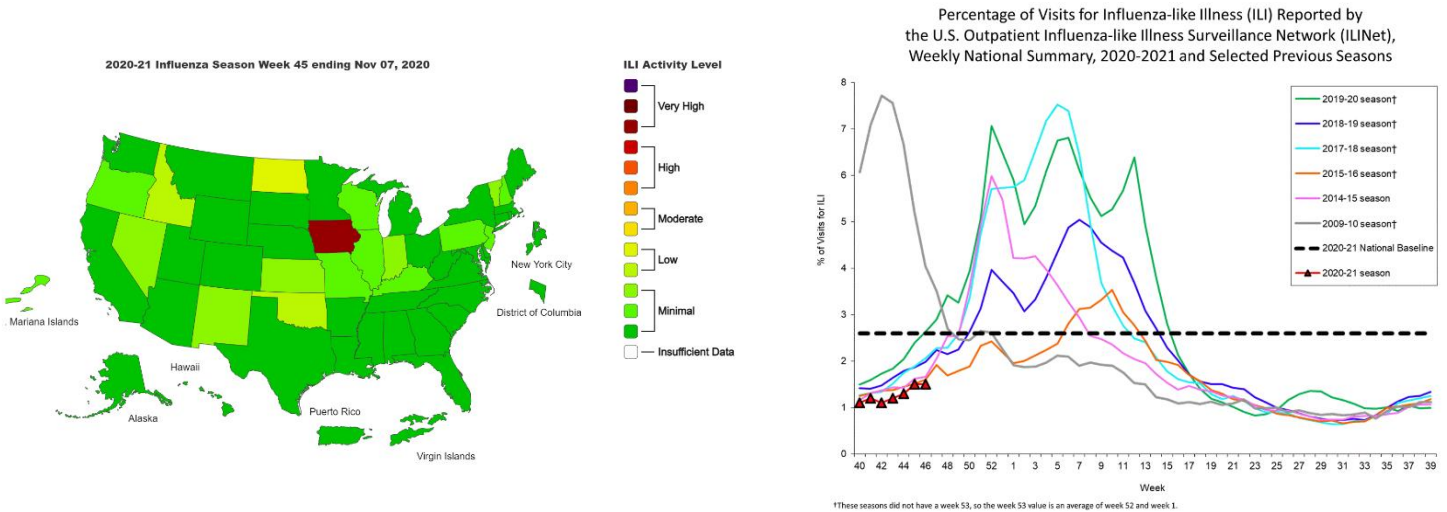 2020-21 Influenza Season Week 45 ending Nov 07, 2020
ILI Activity Level
Very High
High
Moderate
Low
Minimal
Insufficient Data
New York City
District of Columbia
. Mariana Islands
Hawaii
Alaska
Puerto Rico
Virgin Islands
Percentage of Visits for Influenza-like Illness (ILI) Reported by
the U.S. Outpatient Influenza-like Illness Surveillance Network (ILINet),
Weekly National Summary, 2020-2021 and Selected Previous Seasons
% of Visits for ILI
8
7
6
5
4
3
2
1
0
2019-20 season†
2018-19 season†
2017-18 season†
2015-16 season†
2014-15 season
2009-10 season†
2020-21 National Baseline
2020-21 season
40 42 44 46 48 50 52 1 3 5 7 9 11 13 15 17 19 21 23 25 27 29 31 33 35 37 39
Week
†These seasons did not have a week 53, so the week 53 value is an average of week 52 and week 1.